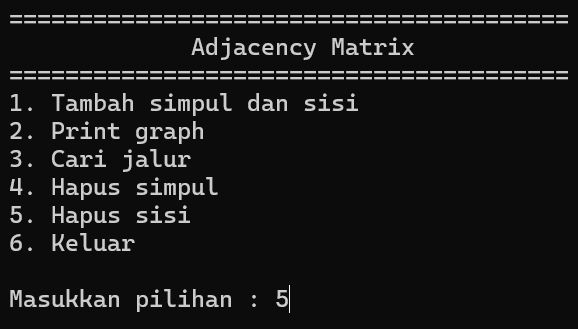 ========================================
Adjacency Matrix
========================================
1. Tambah simpul dan sisi
2. Print graph
3. Cari jalur
4. Hapus simpul
5. Hapus sisi
6. Keluar
Masukkan pilihan : 5